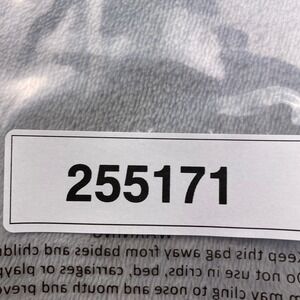 255171
Keep this bag away from babies and childr
Do not use in cribs, bed, carriages or playp
may cling to nose and mouth and preve